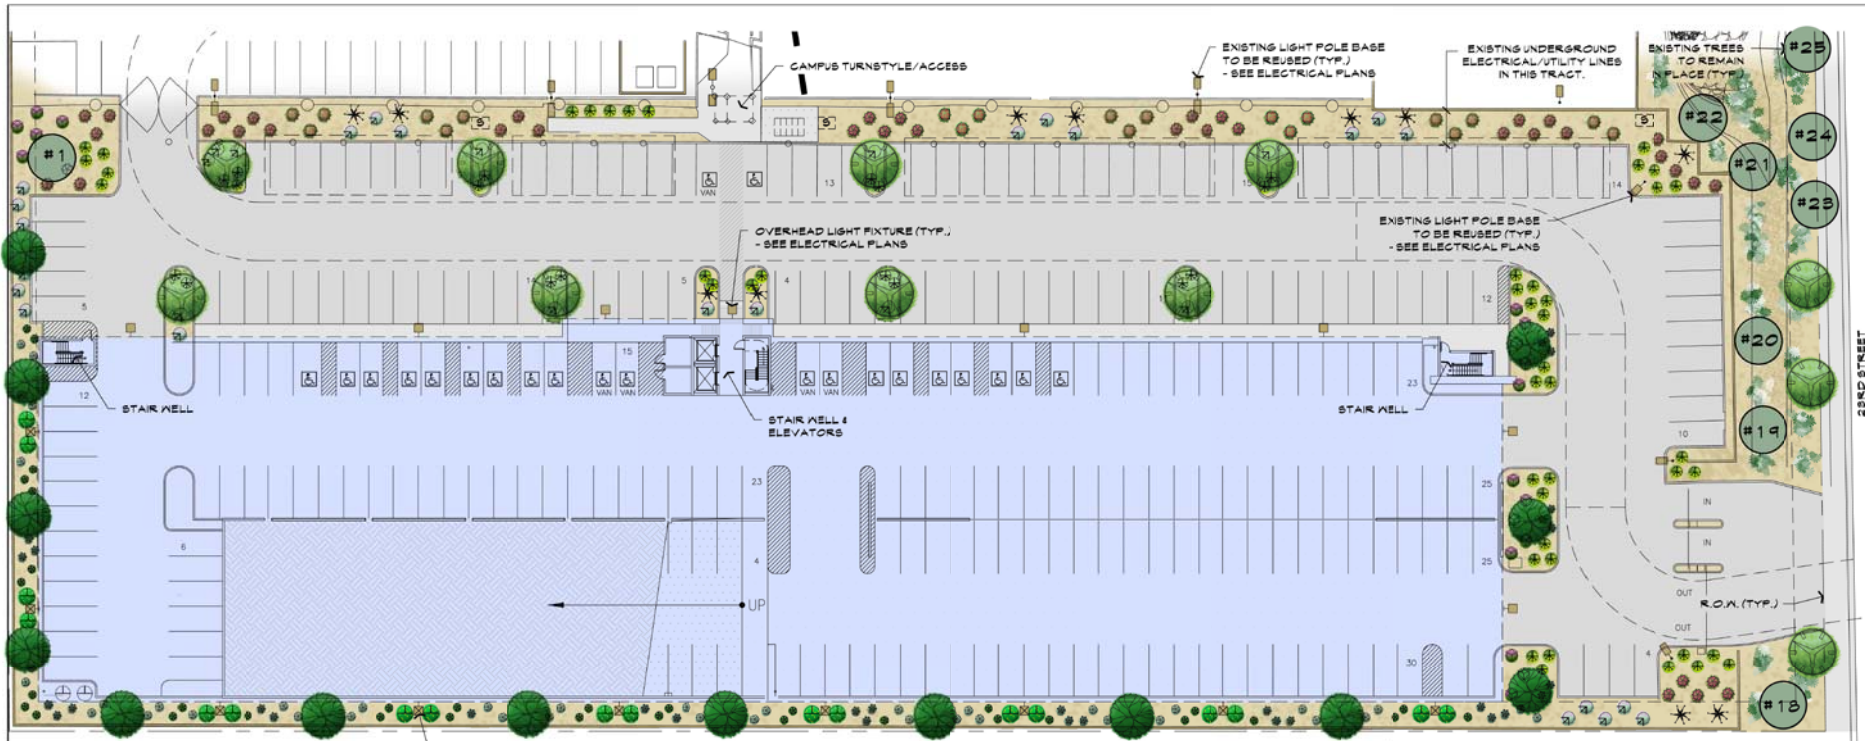 CAMPUS TURNSTYLE/ACCESS
EXISTING LIGHT POLE BASE
TO BE REUSED (TYP.)
- SEE ELECTRICAL PLANS
EXISTING UNDERGROUND
ELECTRICAL/UTILITY LINES
IN THIS TRACT.
EXISTING TREES
TO REMAIN
IN PLACE (TYP.)
#25
#22
#24
#21
#23
#1
S
S
S
VAN
13
15
14
EXISTING LIGHT POLE BASE
TO BE REUSED (TYP.)
- SEE ELECTRICAL PLANS
OVERHEAD LIGHT FIXTURE (TYP.)
- SEE ELECTRICAL PLANS
5
14
5
4
12
#20
23RD STREET
15
VAN
VAN
VAN
VAN
23
12
STAIR WELL
STAIR WELL &
ELEVATORS
STAIR WELL
10
#19
23
25
IN
IN
6
4
25
OUT
OUT
UP
R.O.W. (TYP.)
30
4
#18